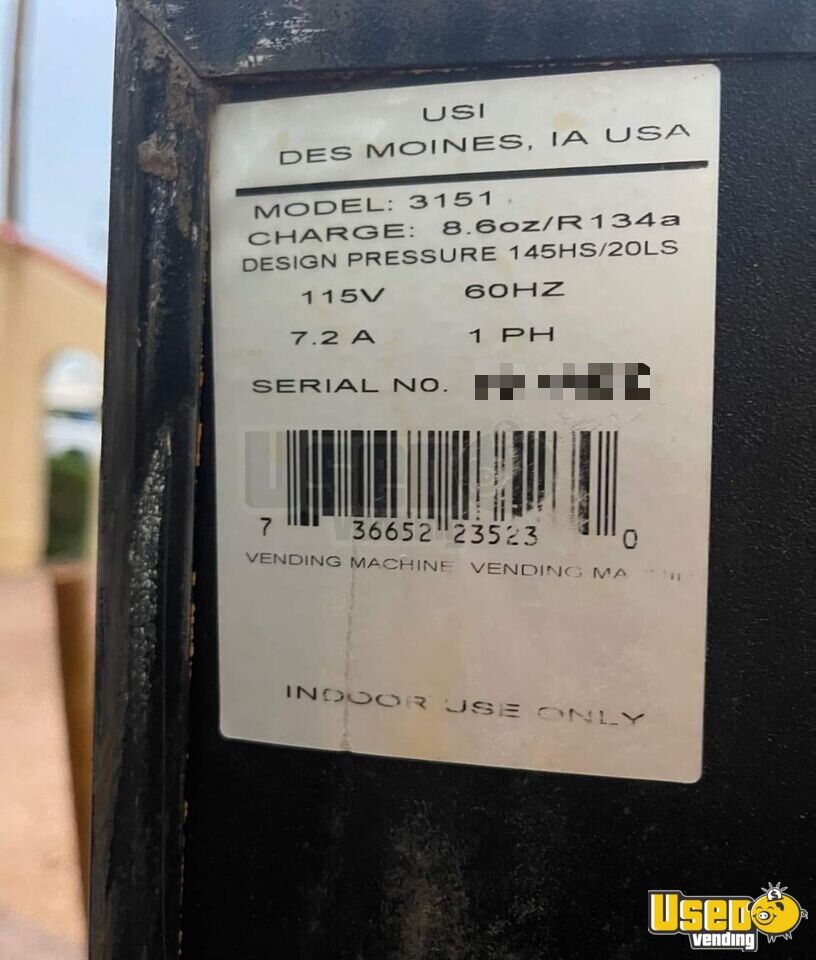 USI
DES MOINES, IA USA
MODEL: 3151
CHARGE: 8.6oz/R134a
DESIGN PRESSURE 145HS/20LS
115V 60HZ
7.2 A 1 PH
SERIAL NO.
7 36652 23523 0
VENDING MACHINE VENDING MA
INDOOR USE ONLY
Used
vending